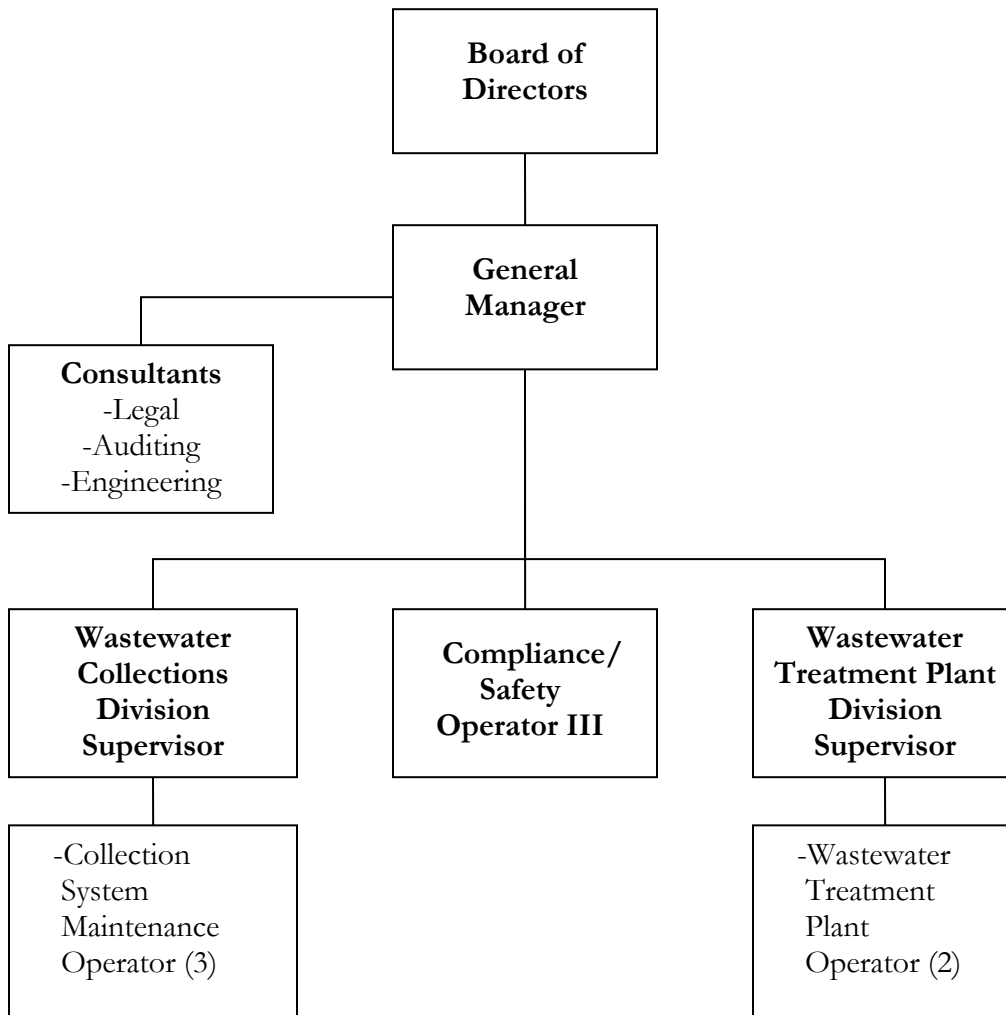 Board of
Directors
General
Manager
Consultants
-Legal
-Auditing
-Engineering
Wastewater
Collections
Division
Supervisor
Compliance/
Safety
Operator III
Wastewater
Treatment Plant
Division
Supervisor
-Collection
System
Maintenance
Operator (3)
-Wastewater
Treatment
Plant
Operator (2)